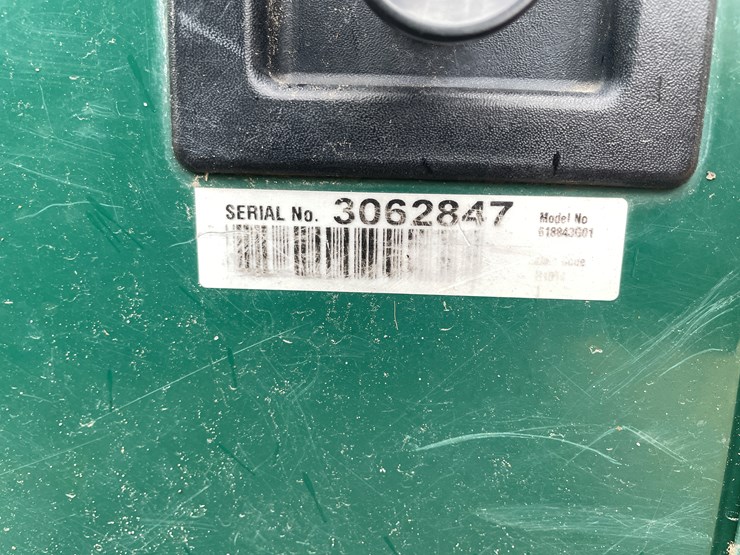 SERIAL No. 3062847
Model No
618843G01